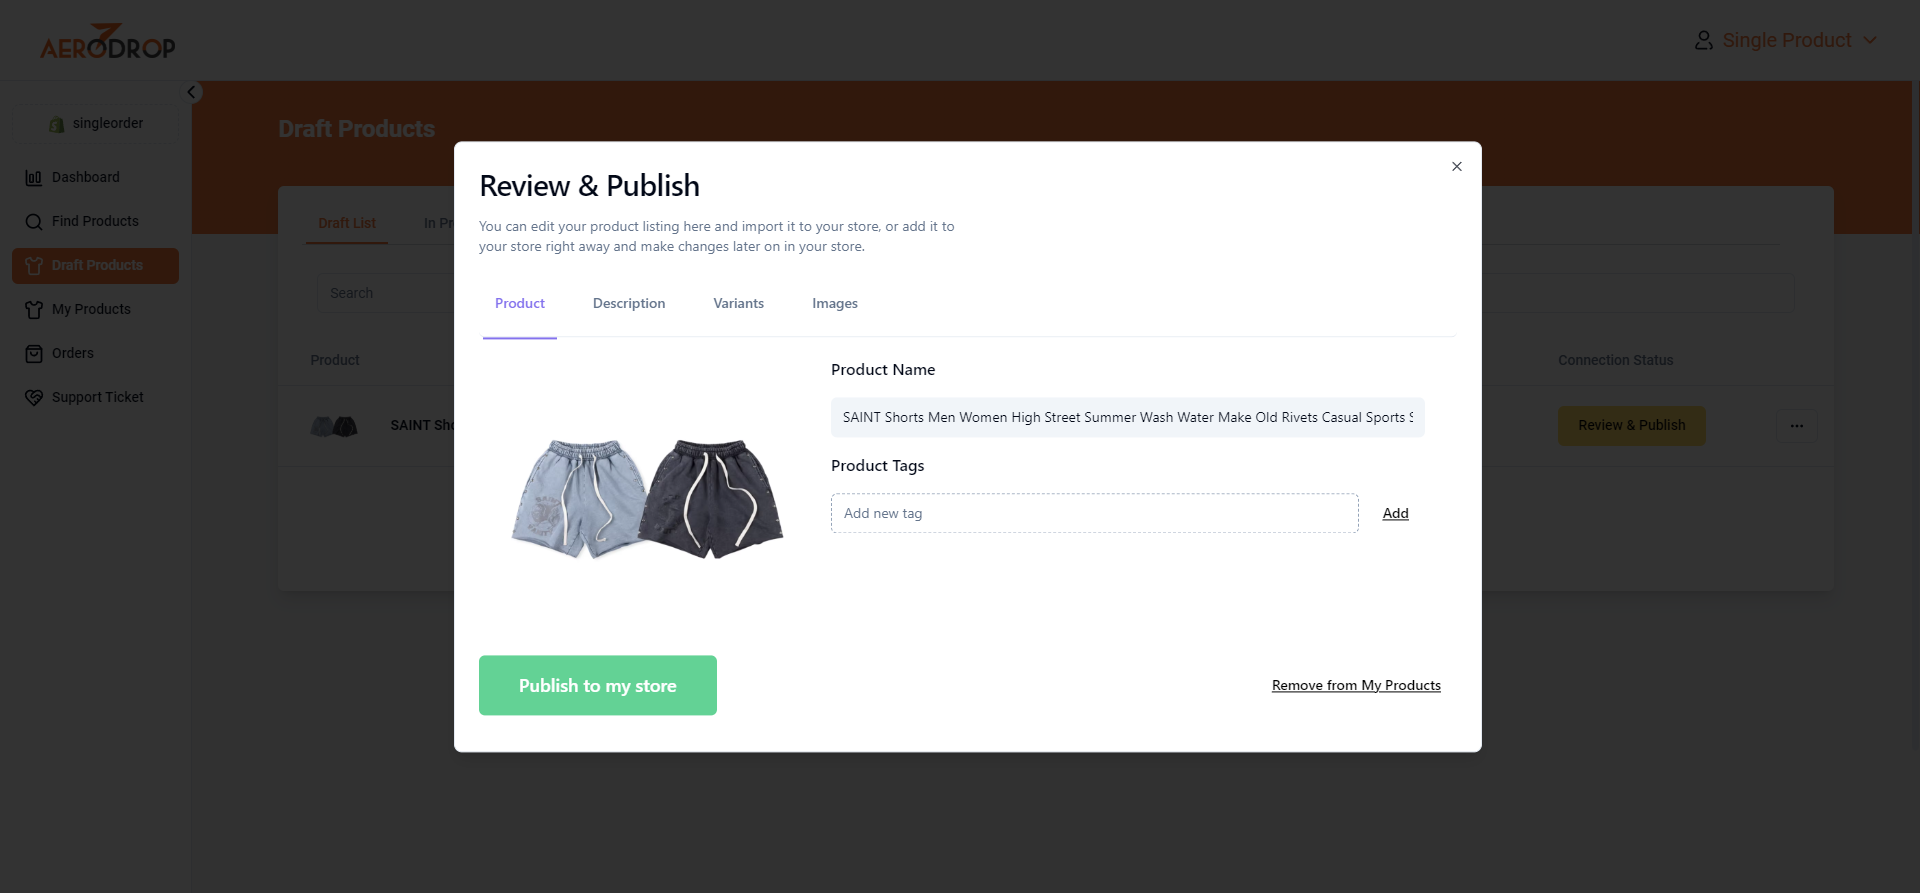 AERODROP
Single Product
singleorder
Dashboard
Find Products
Draft Products
My Products
Orders
Support Ticket
Draft Products
Draft List
In Pr
Search
Product
Connection Status
SAINT Sho
Review & Publish
...
Review & Publish
You can edit your product listing here and import it to your store, or add it to
your store right away and make changes later on in your store.
Product
Description
Variants
Images
Product Name
SAINT Shorts Men Women High Street Summer Wash Water Make Old Rivets Casual Sports S
Product Tags
Add new tag
Add
Publish to my store
Remove from My Products